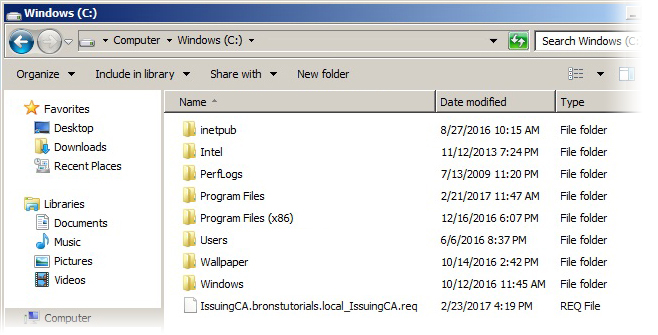 Windows (C:)
Computer Windows (C:) Search Windows (C:
Organize Include in library Share with New folder
Name Date modified Type
Favorites
Desktop
Downloads
Recent Places
Libraries
Documents
Music
Pictures
Videos
Computer
inetpub 8/27/2016 10:15 AM File folder
Intel 11/12/2013 7:24 PM File folder
PerfLogs 7/13/2009 11:20 PM File folder
Program Files 2/21/2017 11:47 AM File folder
Program Files (x86) 12/16/2016 6:07 PM File folder
Users 6/6/2016 8:37 PM File folder
Wallpaper 10/14/2016 2:42 PM File folder
Windows 10/12/2016 11:45 AM File folder
IssuingCA.bronstutorials.local_IssuingCA.req 2/23/2017 4:19 PM REQ File